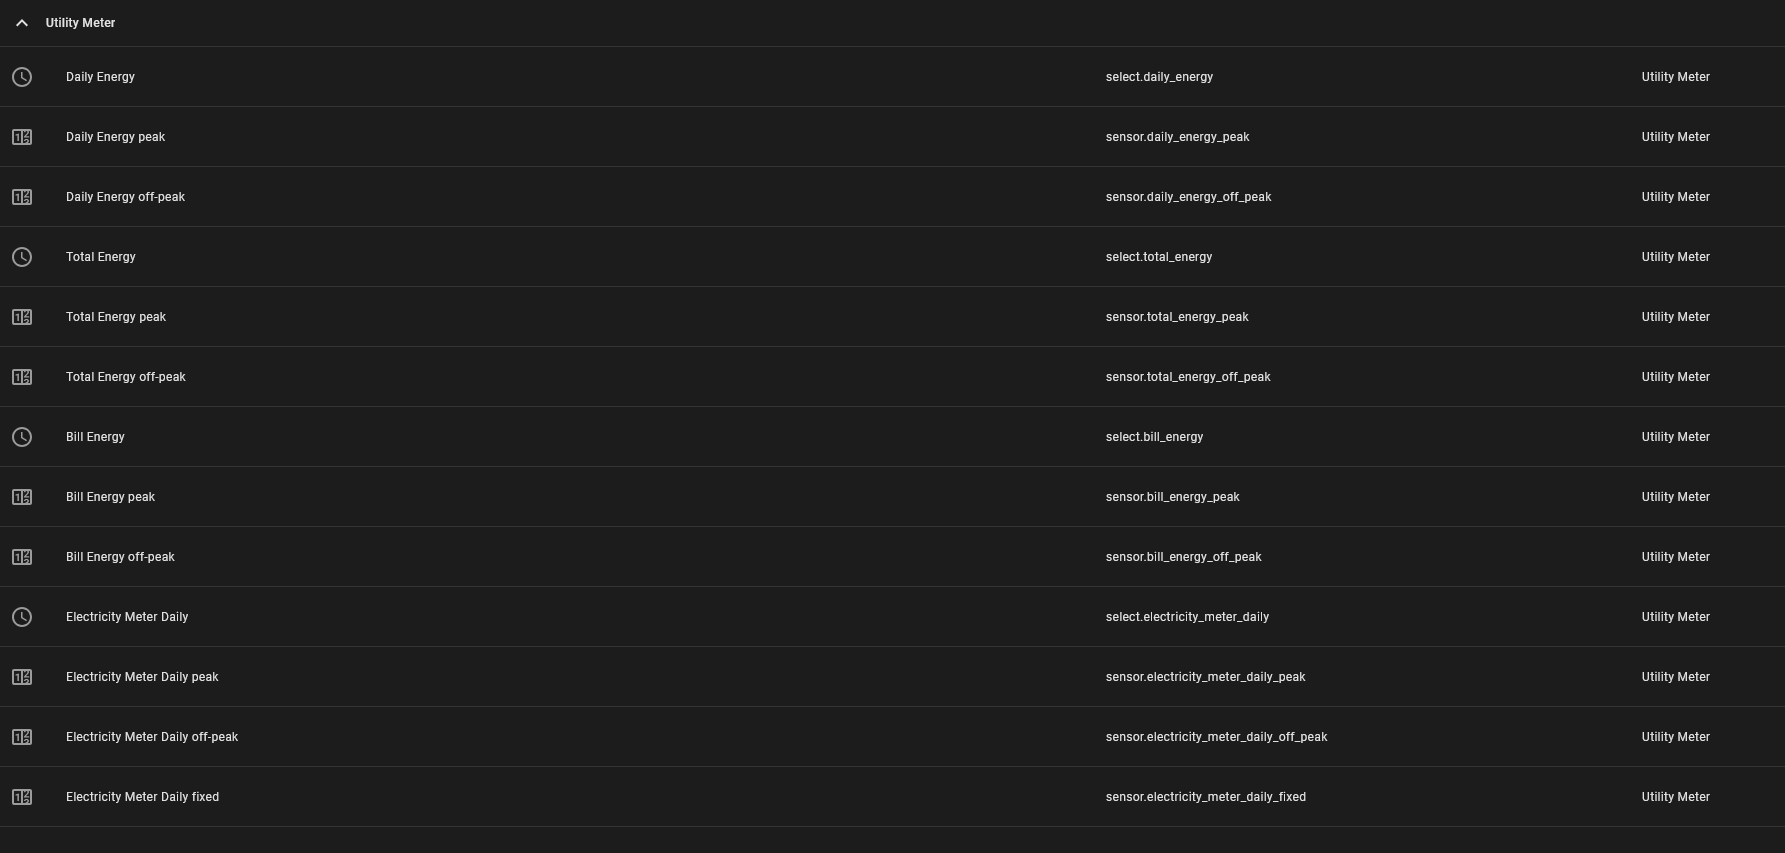 Utility Meter
Daily Energy select.daily_energy Utility Meter
Daily Energy peak sensor.daily_energy_peak Utility Meter
Daily Energy off-peak sensor.daily_energy_off_peak Utility Meter
Total Energy select.total_energy Utility Meter
Total Energy peak sensor.total_energy_peak Utility Meter
Total Energy off-peak sensor.total_energy_off_peak Utility Meter
Bill Energy select.bill_energy Utility Meter
Bill Energy peak sensor.bill_energy_peak Utility Meter
Bill Energy off-peak sensor.bill_energy_off_peak Utility Meter
Electricity Meter Daily select.electricity_meter_daily Utility Meter
Electricity Meter Daily peak sensor.electricity_meter_daily_peak Utility Meter
Electricity Meter Daily off-peak sensor.electricity_meter_daily_off_peak Utility Meter
Electricity Meter Daily fixed sensor.electricity_meter_daily_fixed Utility Meter